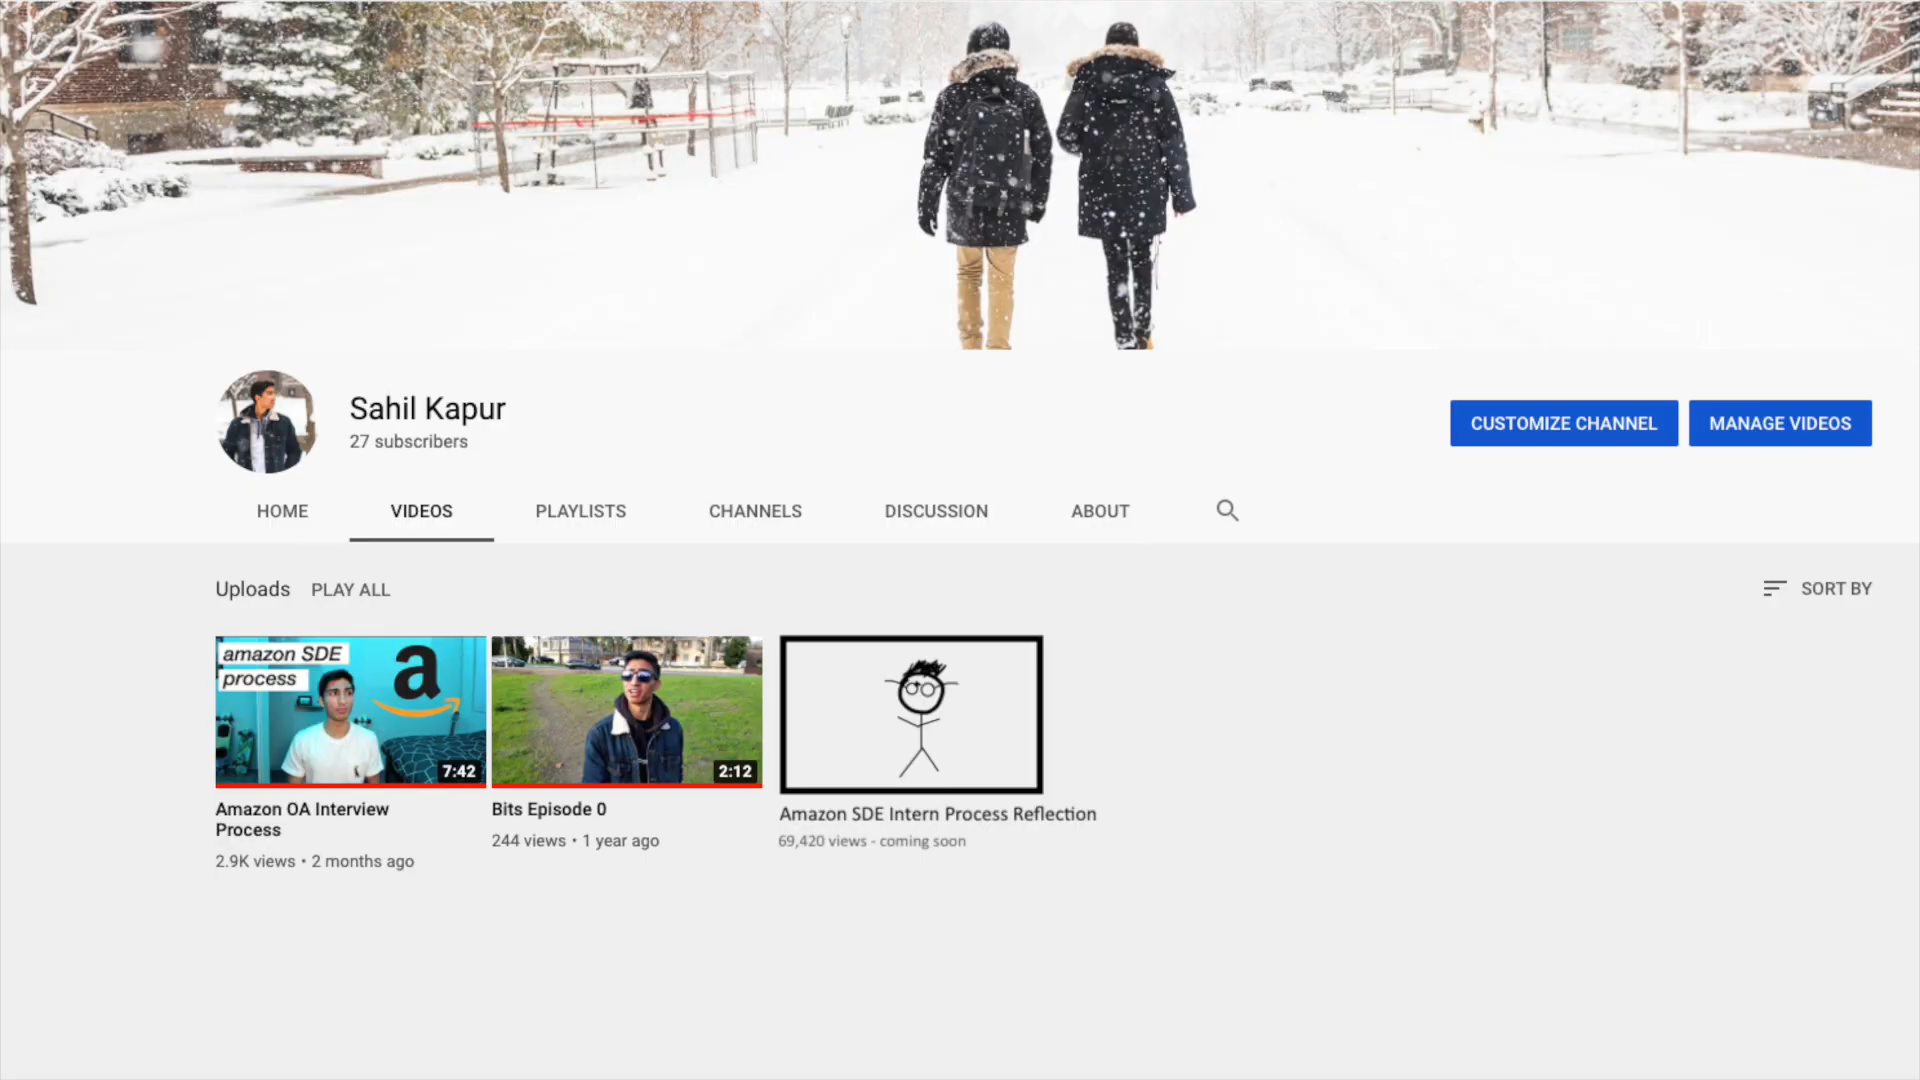 Sahil Kapur
27 subscribers
CUSTOMIZE CHANNEL
MANAGE VIDEOS
HOME
VIDEOS
PLAYLISTS
CHANNELS
DISCUSSION
ABOUT
Uploads
PLAY ALL
SORT BY
amazon SDE
process
a
7:42
Amazon OA Interview
Process
2.9K views • 2 months ago
2:12
Bits Episode 0
244 views • 1 year ago
Amazon SDE Intern Process Reflection
69,420 views - coming soon